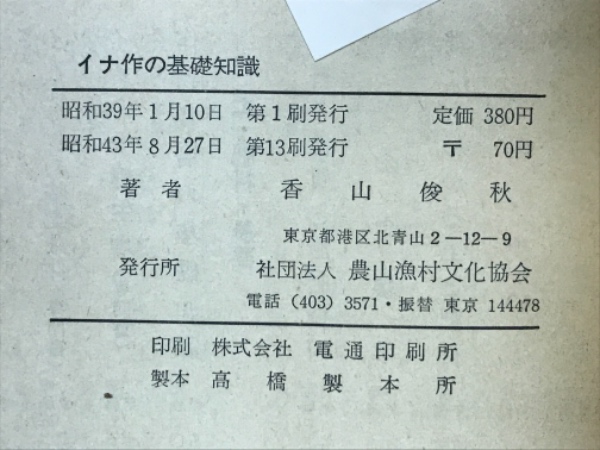 イナ作の基礎知識
昭和39年1月10日 第1刷発行 定価 380円
昭和43年8月27日 第13刷発行 〒 70円
著者 香山俊秋
東京都港区北青山2-12-9
発行所 社団法人 農山漁村文化協会
電話(403)3571・振替 東京 144478
印刷 株式会社 電通印刷所
製本 高橋製本所